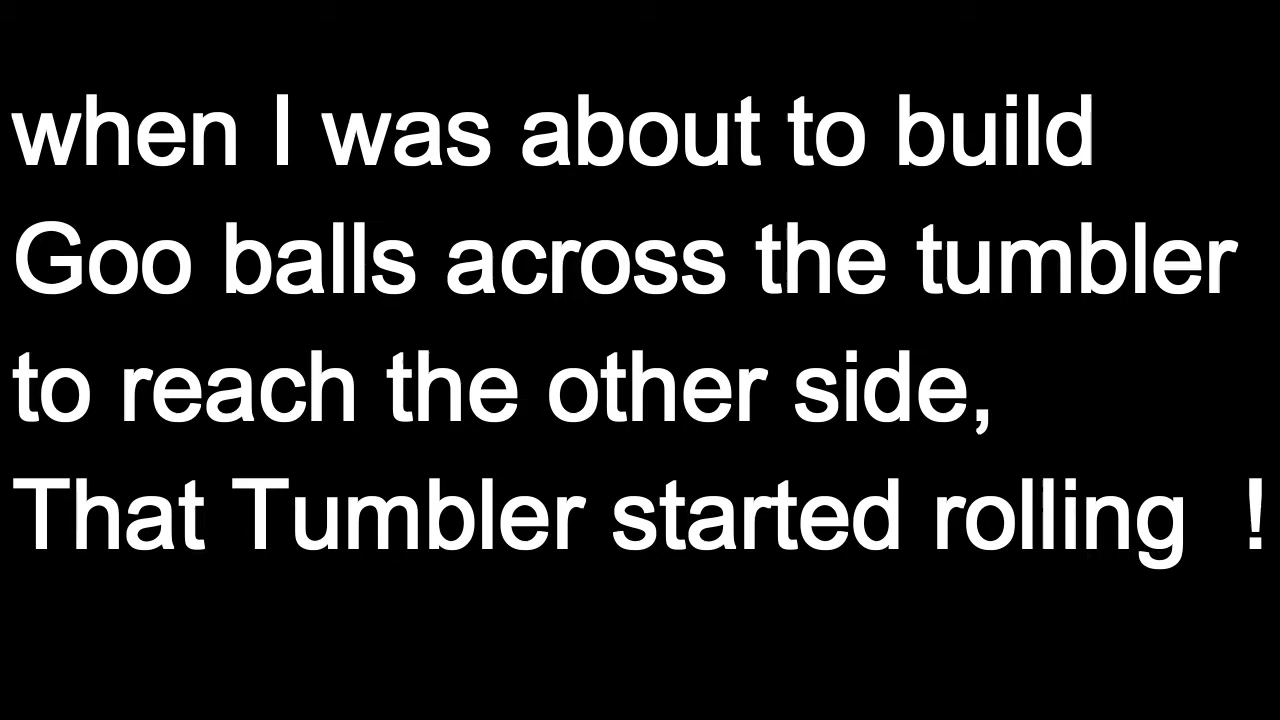 when I was about to build
Goo balls across the tumbler
to reach the other side,
That Tumbler started rolling  !